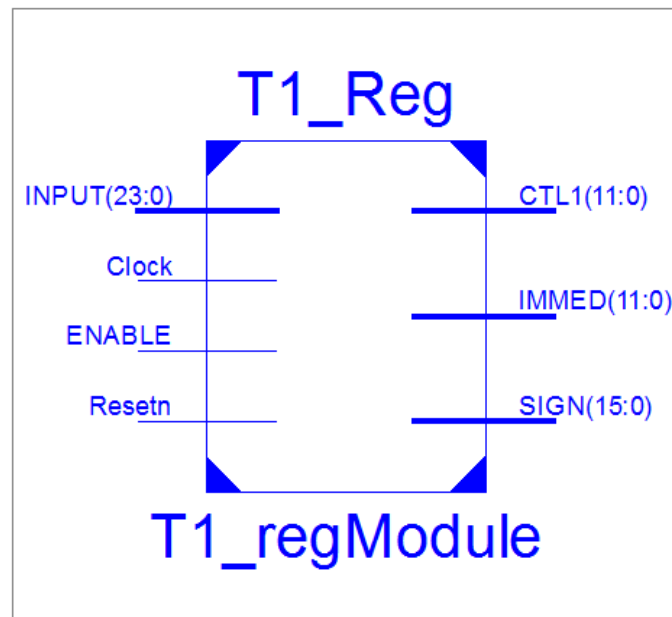 T1_Reg
INPUT(23:0)
CTL1(11:0)
Clock
IMMED(11:0)
ENABLE
Resetn
SIGN(15:0)
T1_regModule